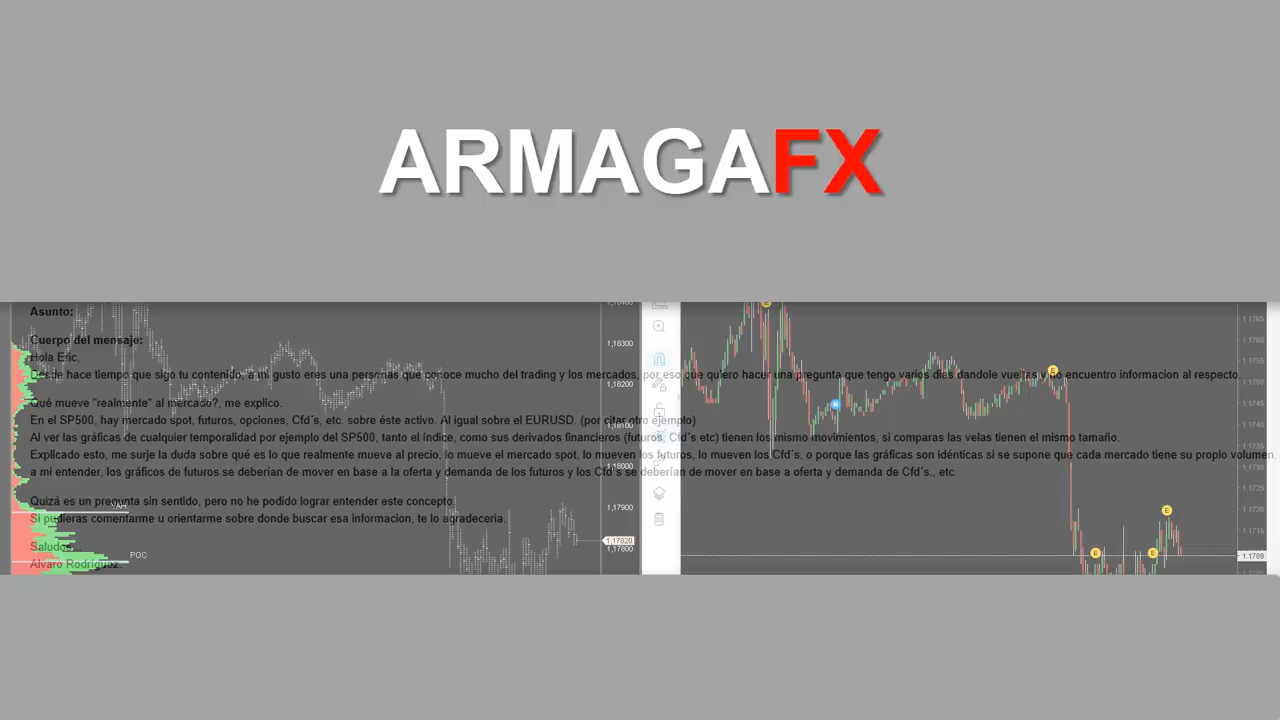 ARMAGAFX
Asunto:
Cuerpo del mensaje:
Hola Eric,
Desde hace tiempo que sigo tu contenido, a mi gusto eres una personas que conoce mucho del trading y los mercados, por eso que quiero hacer una pregunta que tengo varios dias dandole vueltas y no encuentro informacion al respecto.
Qué mueve "realmente" al mercado?, me explico.
En el SP500, hay mercado spot, futuros, opciones, Cfd´s, etc. sobre éste activo. Al igual sobre el EURUSD. (por citar otro ejemplo)
Al ver las gráficas de cualquier temporalidad por ejemplo del SP500, tanto el índice, como sus derivados financieros (futuros, Cfd´s etc) tienen los mismo movimientos, si comparas las velas tienen el mismo tamaño.
Explicado esto, me surje la duda sobre qué es lo que realmente mueve al precio, lo mueve el mercado spot, lo mueven los futuros, lo mueven los Cfd´s, o porque las gráficas son idénticas si se supone que cada mercado tiene su propio volumen.
a mi entender, los gráficos de futuros se deberían de mover en base a la oferta y demanda de los futuros y los Cfd´s se deberían de mover en base a oferta y demanda de Cfd´s., etc.
Quizá es un pregunta sin sentido, pero no he podido lograr entender este concepto.
Si pudieras comentarme u orientarme sobre donde buscar esa informacion, te lo agradeceria.
Saludos
Alvaro Rodríguez.
VAH
POC
1,18300
1,18200
1,18100
1,18000
1,17900
1,17820
1,17800
1.1765
1.1760
1.1755
1.1750
1.1745
1.1740
1.1735
1.1730
1.1725
1.1720
1.1715
1.1709